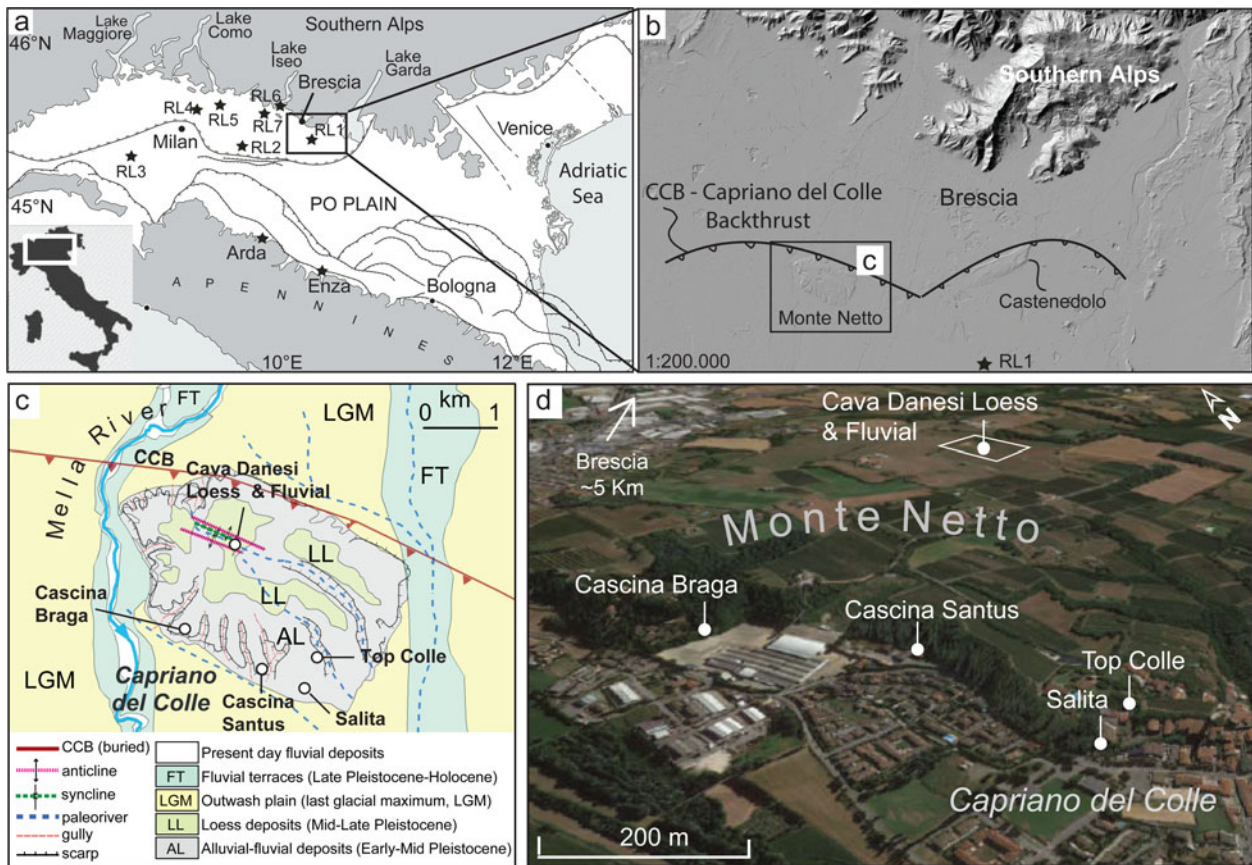 a
46°N
Lake
Maggiore
Lake
Como
Southern Alps
Lake
Iseo
Lake
Garda
Brescia
RL6
RL4
RL5
RL7
RL1
Milan
RL2
RL3
Venice
Adriatic
Sea
45°N
PO PLAIN
Arda
Enza
Bologna
APENNINES
10°E
12°E
b
Southern Alps
Brescia
CCB - Capriano del Colle
Backthrust
c
Castenedolo
Monte Netto
1:200.000
RL1
c
FT
LGM
0 km 1
Mella River
CCB
Cava Danesi
Loess & Fluvial
FT
LL
LL
Cascina
Braga
AL
Top Colle
LGM
Capriano
del Colle
Cascina
Santus
Salita
CCB (buried)
anticline
syncline
paleoriver
gully
scarp
Present day fluvial deposits
FT Fluvial terraces (Late Pleistocene-Holocene)
LGM Outwash plain (last glacial maximum, LGM)
LL Loess deposits (Mid-Late Pleistocene)
AL Alluvial-fluvial deposits (Early-Mid Pleistocene)
d
Cava Danesi Loess
& Fluvial
N
Brescia
~5 Km
Monte Netto
Cascina Braga
Cascina Santus
Top Colle
Salita
Capriano del Colle
200 m